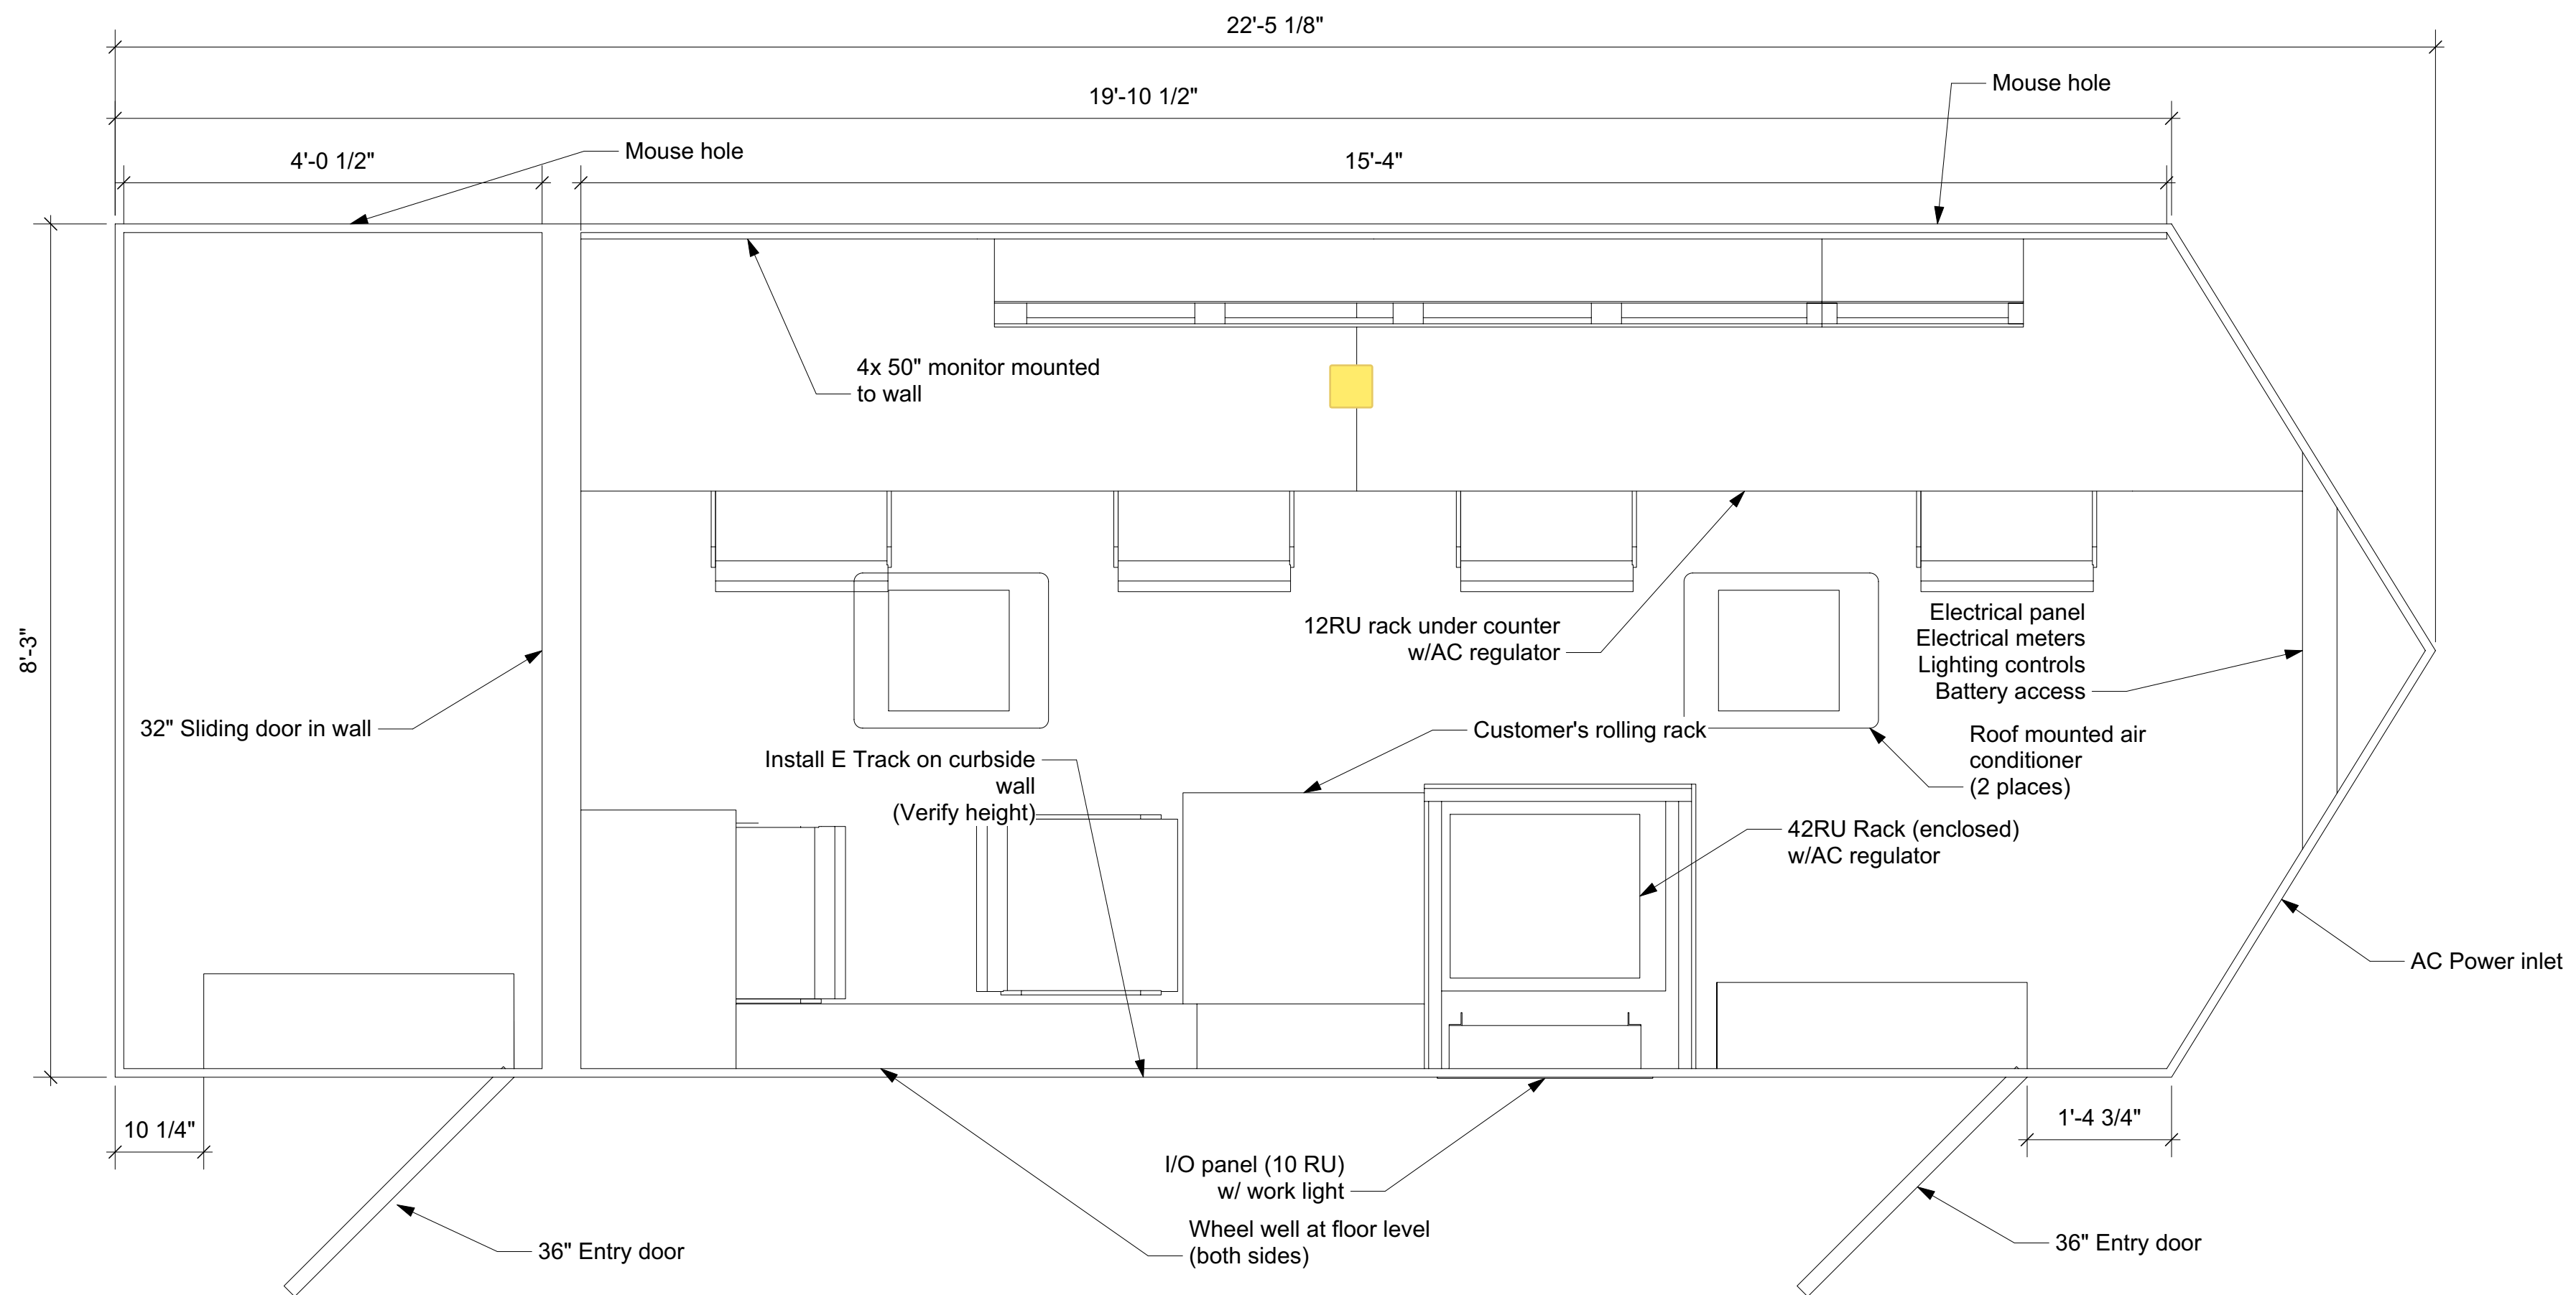 22'-5 1/8"
19'-10 1/2"
Mouse hole
4'-0 1/2"
Mouse hole
15'-4"
8'-3"
4x 50" monitor mounted
to wall
12RU rack under counter
w/AC regulator
Electrical panel
Electrical meters
Lighting controls
Battery access
32" Sliding door in wall
Customer's rolling rack
Install E Track on curbside
wall
(Verify height)
Roof mounted air
conditioner
(2 places)
42RU Rack (enclosed)
w/AC regulator
AC Power inlet
10 1/4"
1'-4 3/4"
I/O panel (10 RU)
w/ work light
Wheel well at floor level
(both sides)
36" Entry door
36" Entry door